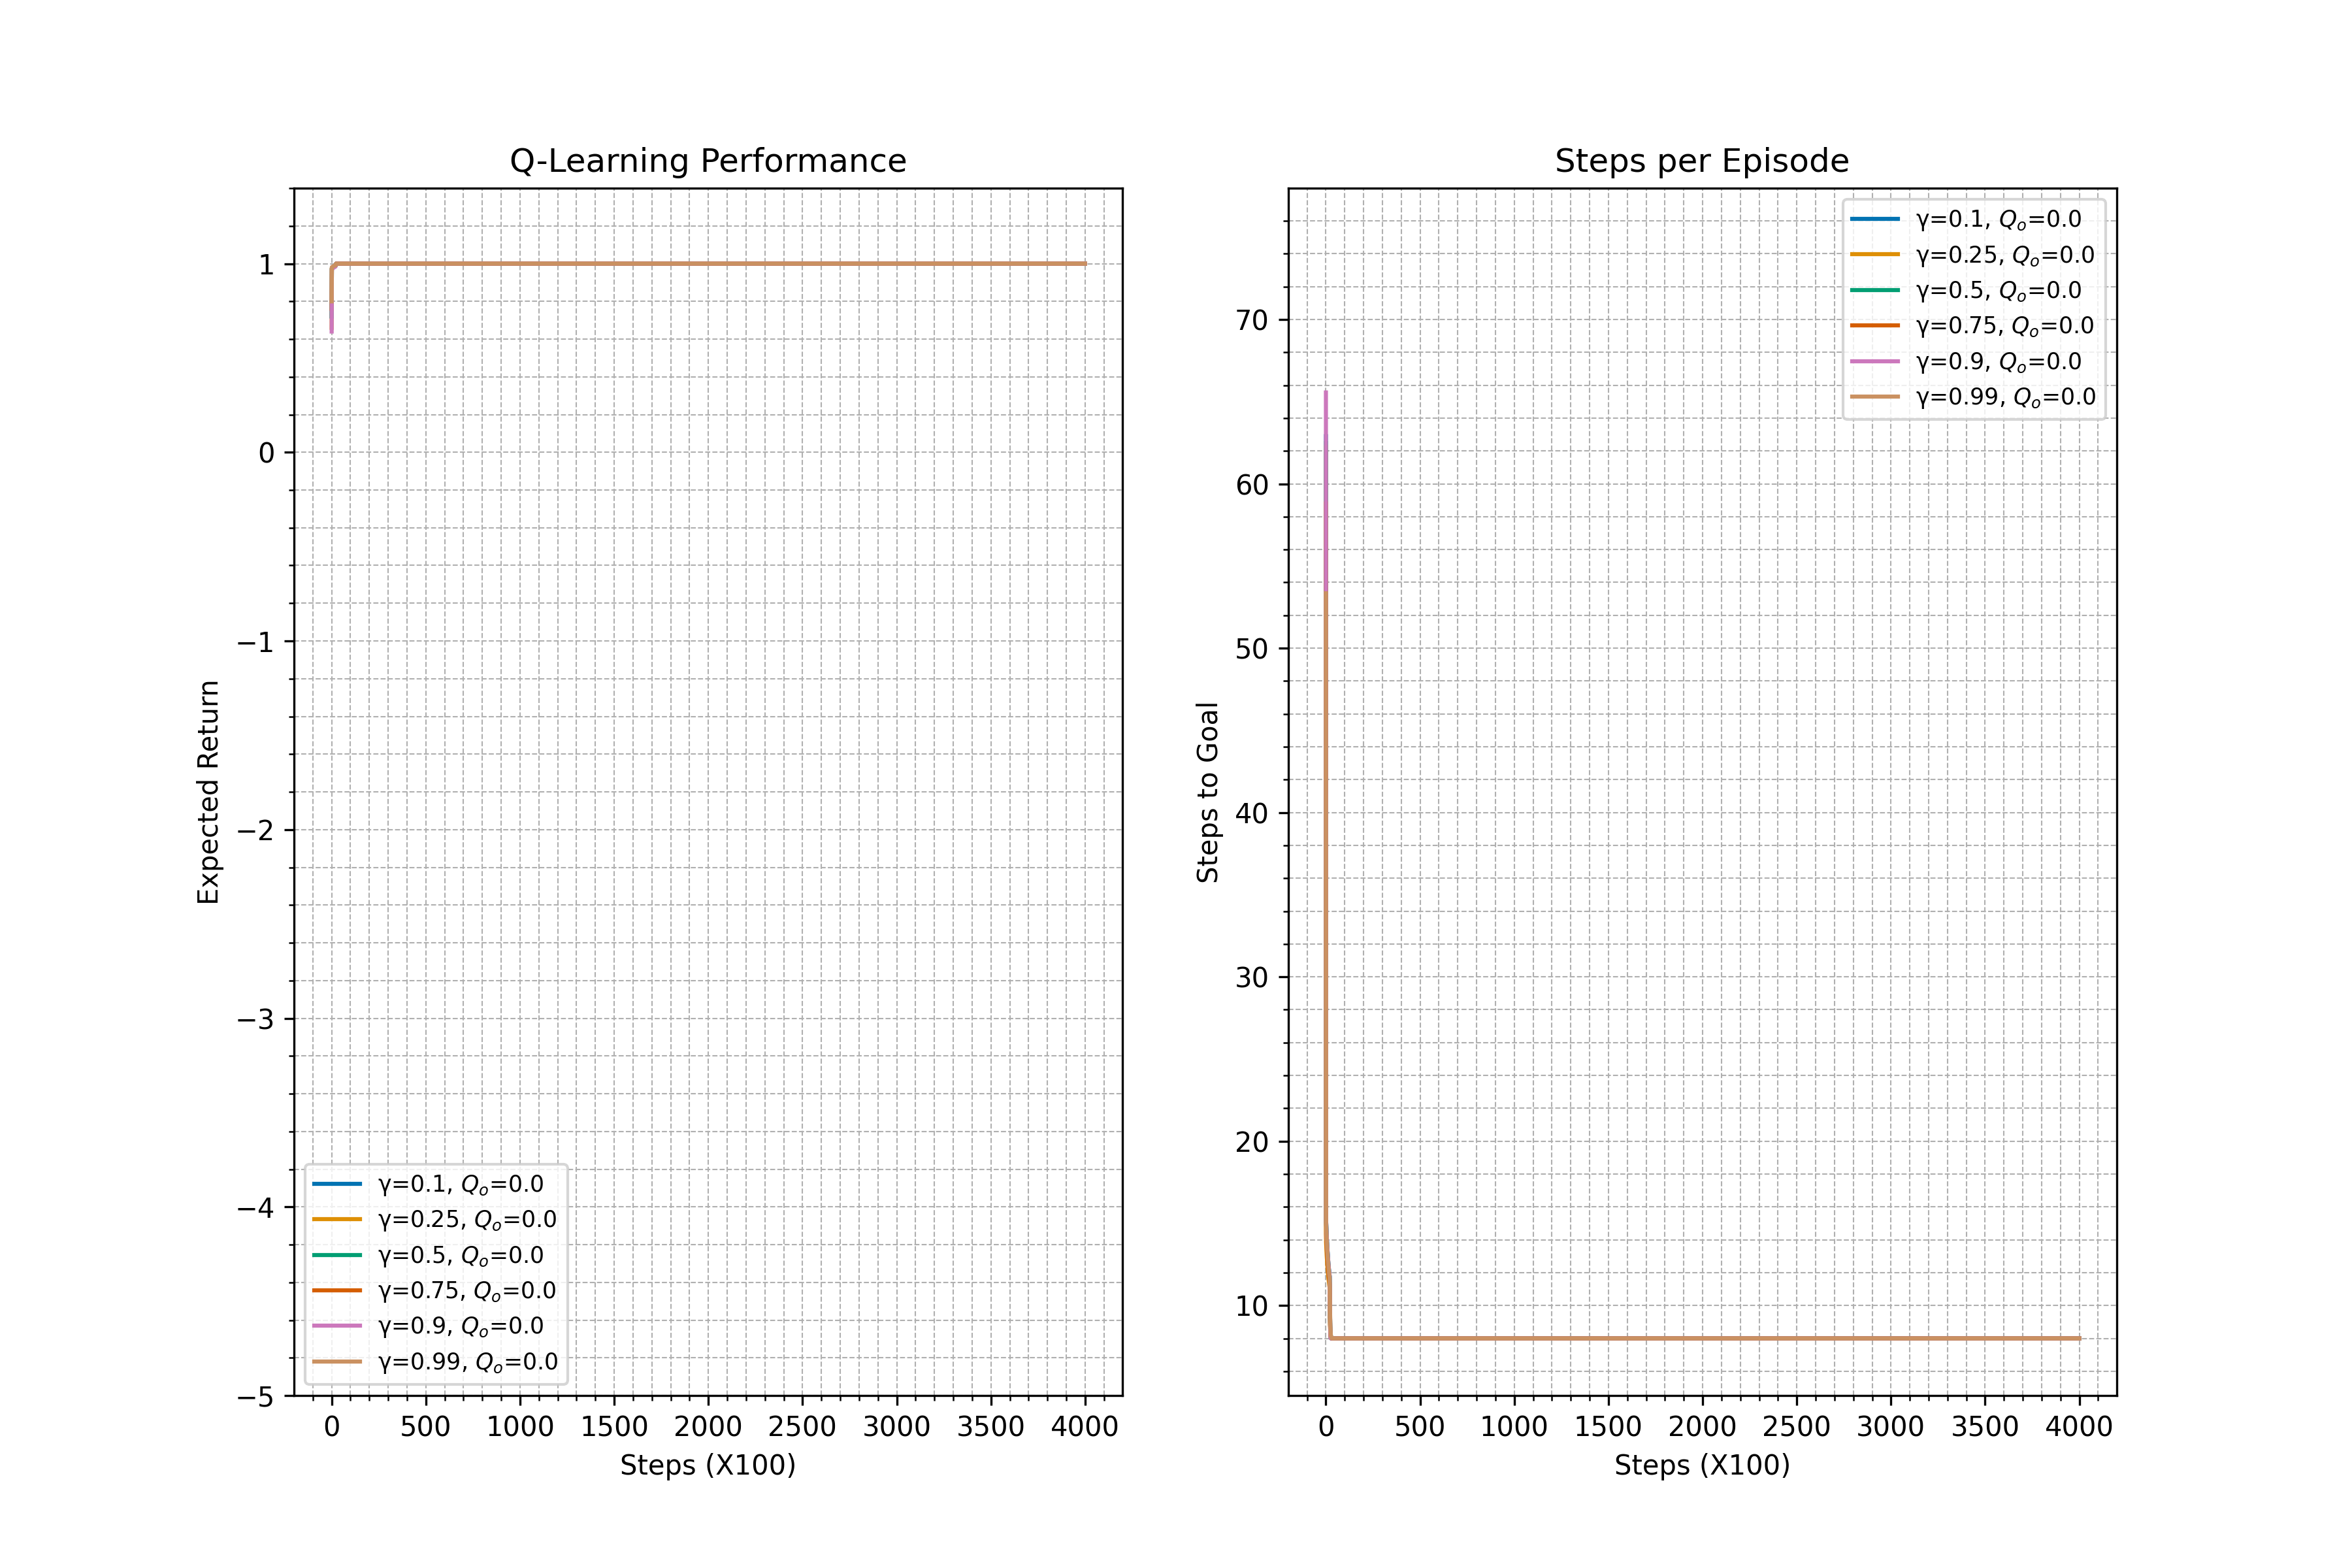 Q-Learning Performance
Expected Return
1
0
−1
−2
−3
−4
−5
γ=0.1, Qₒ=0.0
γ=0.25, Qₒ=0.0
γ=0.5, Qₒ=0.0
γ=0.75, Qₒ=0.0
γ=0.9, Qₒ=0.0
γ=0.99, Qₒ=0.0
0 500 1000 1500 2000 2500 3000 3500 4000
Steps (X100)
Steps per Episode
Steps to Goal
70
60
50
40
30
20
10
γ=0.1, Qₒ=0.0
γ=0.25, Qₒ=0.0
γ=0.5, Qₒ=0.0
γ=0.75, Qₒ=0.0
γ=0.9, Qₒ=0.0
γ=0.99, Qₒ=0.0
0 500 1000 1500 2000 2500 3000 3500 4000
Steps (X100)